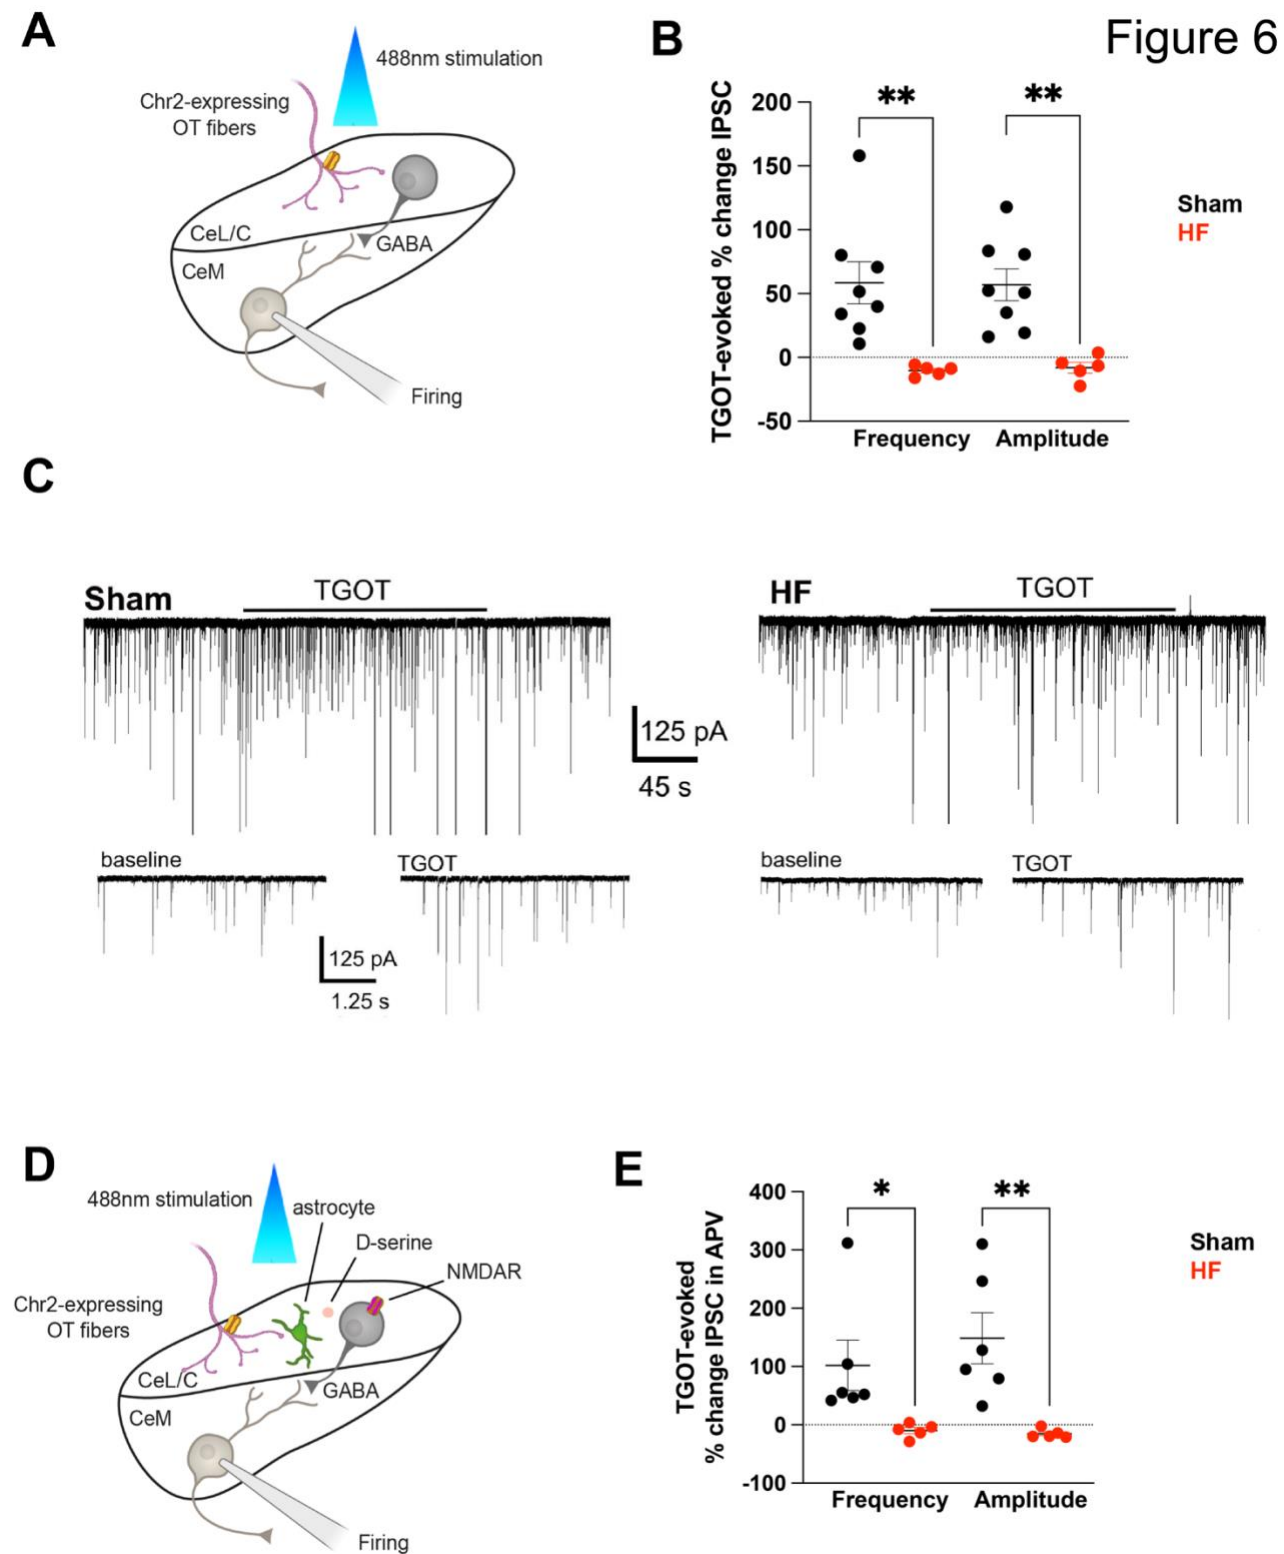 Figure 6
A
488nm stimulation
Chr2-expressing
OT fibers
CeL/C
GABA
CeM
Firing
B
TGOT-evoked % change IPSC
200
150
100
50
0
-50
**
**
Frequency
Amplitude
Sham
HF
C
Sham
TGOT
125 pA
45 s
HF
TGOT
baseline
TGOT
125 pA
1.25 s
baseline
TGOT
D
488nm stimulation
astrocyte
D-serine
NMDAR
Chr2-expressing
OT fibers
CeL/C
GABA
CeM
Firing
E
TGOT-evoked
% change IPSC in APV
400
300
200
100
0
-100
*
**
Frequency
Amplitude
Sham
HF